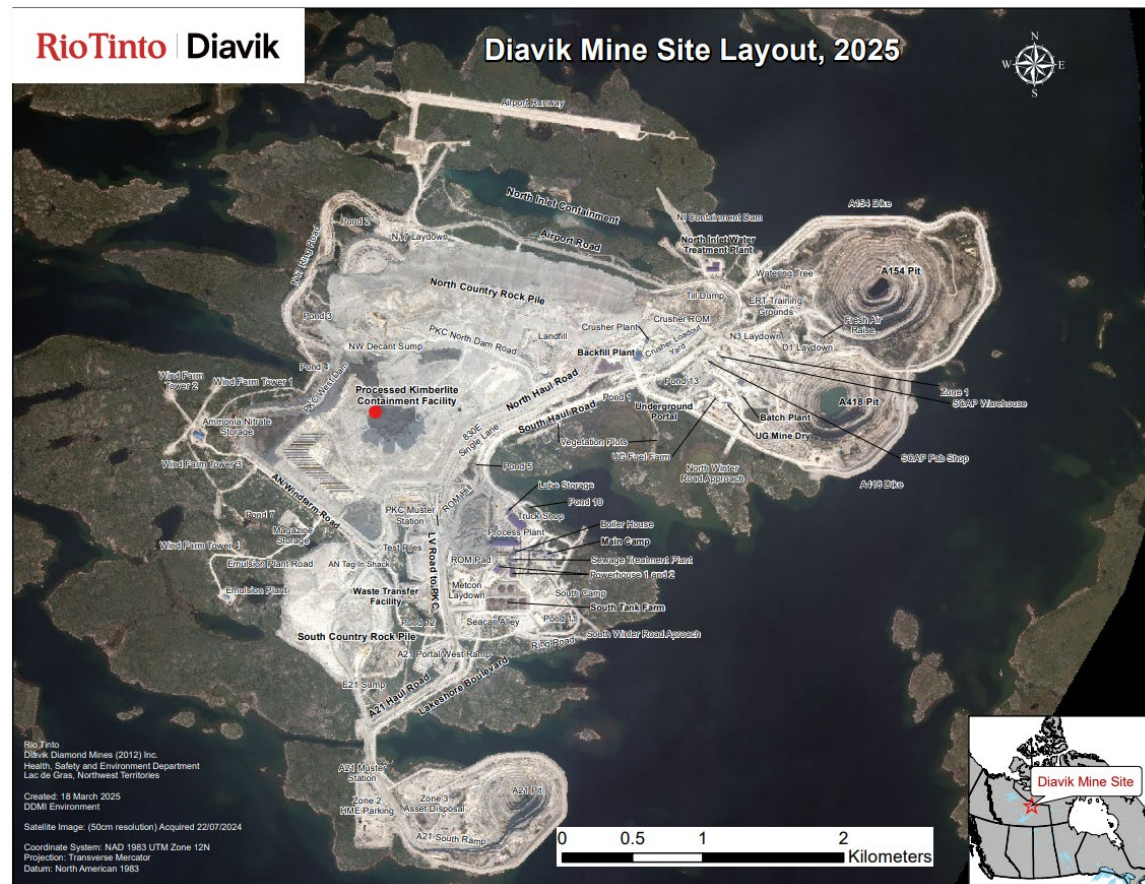 RioTinto | Diavik
Diavik Mine Site Layout, 2025
N
W E
S
Airport Runway
North Inlet Containment
NI Containment Dam
A154 Dike
Pond 2
N17 Laydown
Airport Road
North Inlet Water
Treatment Plant
N17 Ring Road
Watering Tree
A154 Pit
North Country Rock Pile
Till Dump
ERT Training
Grounds
Pond 3
Crusher ROM
Fresh Air
Raise
Crusher Plant
Landfill
PKC North Dam Road
Crusher Loadout
Yard
N3 Laydown
D1 Laydown
NW Decant Sump
Backfill Plant
Pond 4
North Haul Road
Pond 13
Wind Farm
Tower 2
Wind Farm Tower 1
PKC West Dam
Processed Kimberlite
Containment Facility
Pond 1
Zone 1
SCAP Warehouse
A418 Pit
South Haul Road
Underground
Portal
Batch Plant
Ammonia Nitrate
Storage
830E
Single Lane
Vegetation Plots
UG Mine Dry
UG Fuel Farm
SCAP Fab Shop
Wind Farm Tower 3
Pond 5
North Winter
Road Approach
AN/Winderm Road
ROM Hill
Lube Storage
A418 Dike
Pond 10
Pond 7
PKC Muster
Station
Truck Shop
Boiler House
Magazine
Storage
Process Plant
Main Camp
Wind Farm Tower 4
Test Piles
LV Road to PKC
ROM Pad
Sewage Treatment Plant
Emulsion Plant Road
AN Tag In Shack
Powerhouse 1 and 2
Emulsion Plant
Waste Transfer
Facility
Metcon
Laydown
South Camp
South Tank Farm
Pond 12
Seacan Alley
Pond 11
South Country Rock Pile
South Winter Road Aproach
Ring Road
A21 Portal West Ramp
E21 Sump
A21 Haul Road
Lakeshore Boulevard
A21 Muster
Station
Zone 2
HME Parking
Zone 3
Asset Disposal
A21 Pit
A21 South Ramp
Rio Tinto
Diavik Diamond Mines (2012) Inc.
Health, Safety and Environment Department
Lac de Gras, Northwest Territories
Created: 18 March 2025
DDMI Environment
Satellite Image: (50cm resolution) Acquired 22/07/2024
Coordinate System: NAD 1983 UTM Zone 12N
Projection: Transverse Mercator
Datum: North American 1983
0 0.5 1 2
Kilometers
Diavik Mine Site